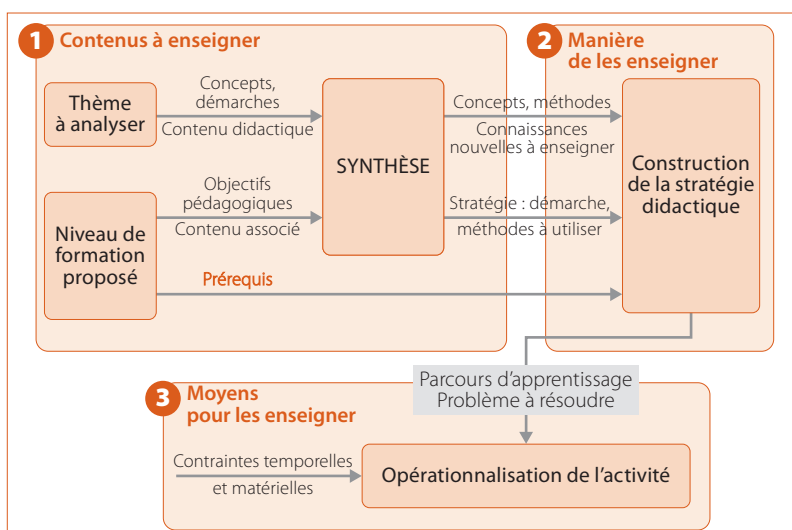 1 Contenus à enseigner
Thème
à analyser
Concepts,
démarches
Contenu didactique
SYNTHÈSE
Niveau de
formation
proposé
Objectifs
pédagogiques
Contenu associé
Prérequis
Concepts, méthodes
Connaissances
nouvelles à enseigner
Stratégie : démarche,
méthodes à utiliser
2 Manière
de les enseigner
Construction
de la stratégie
didactique
Parcours d’apprentissage
Problème à résoudre
3 Moyens
pour les enseigner
Contraintes temporelles
et matérielles
Opérationnalisation de l’activité